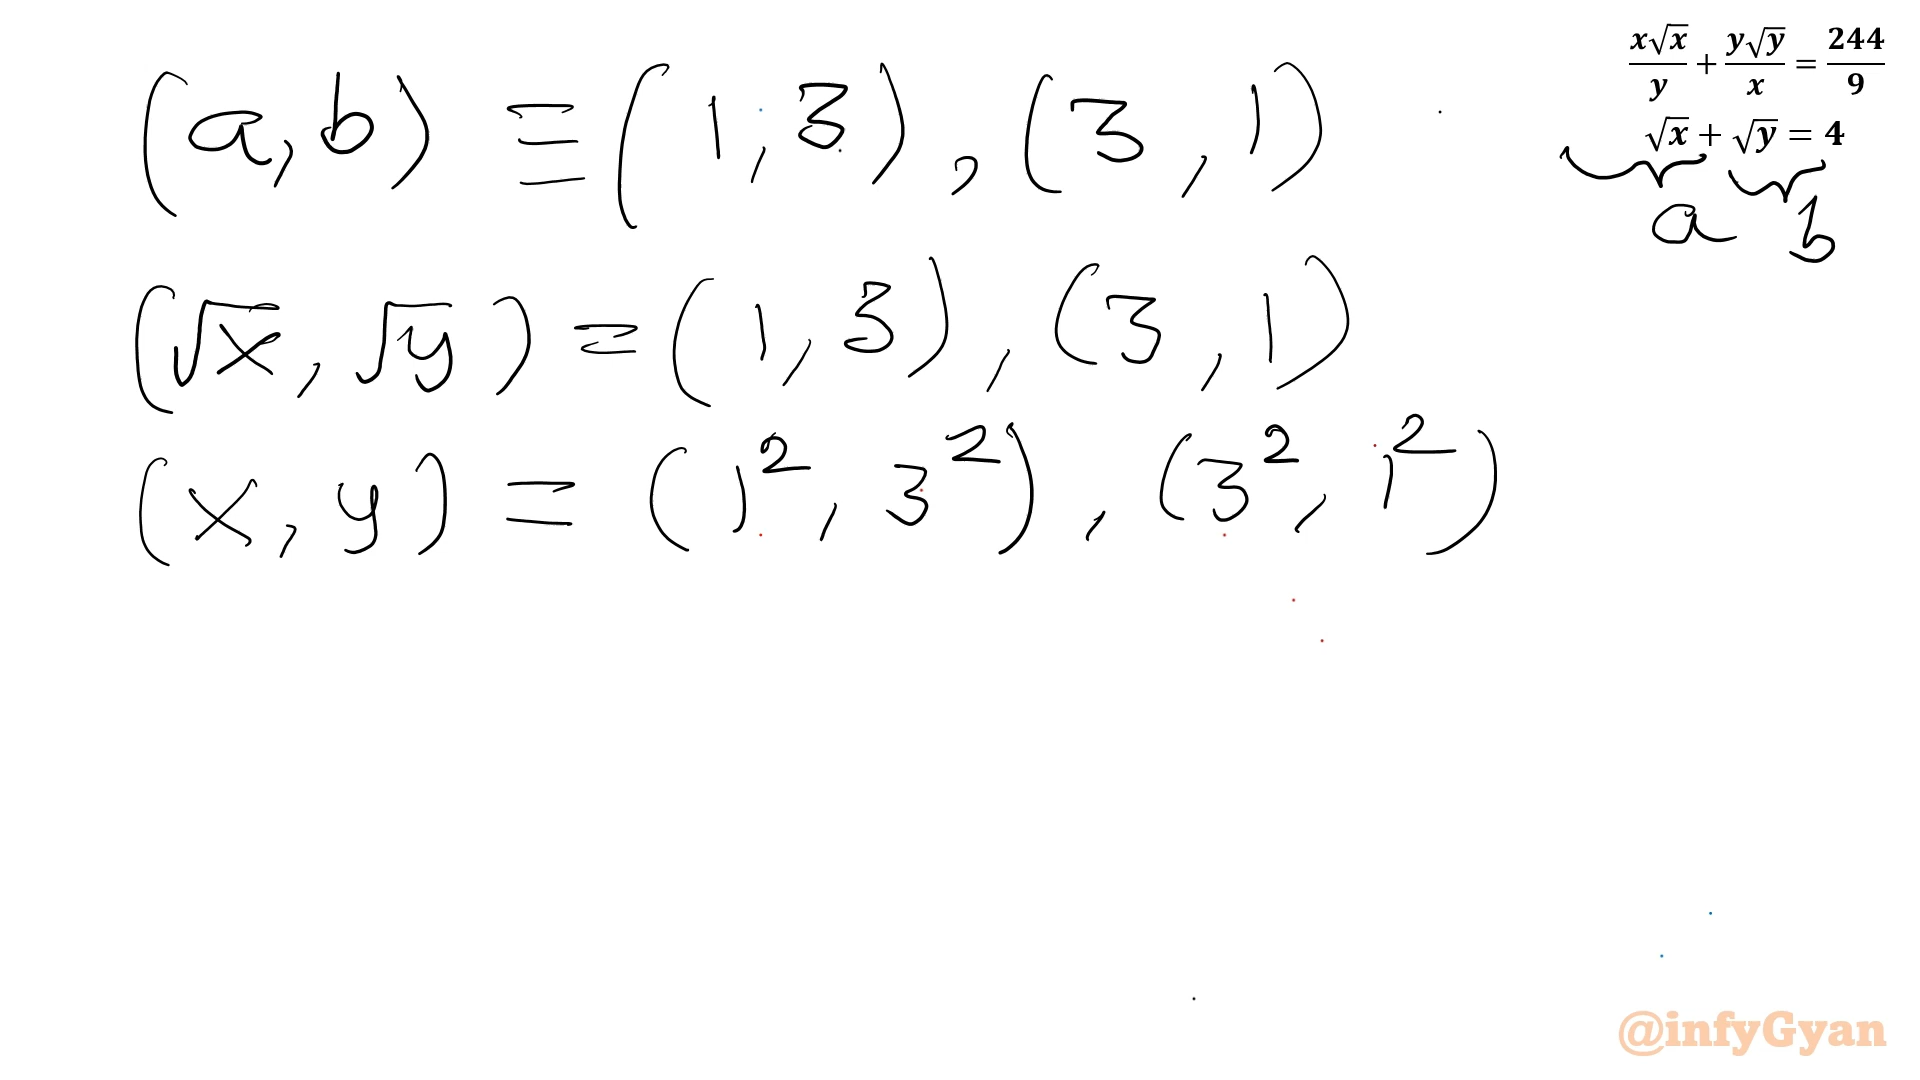 (a, b) ≡ (1, 3), (3, 1)
x√x/y + y√y/x = 244/9
√x + √y = 4
a b
(√x, √y) = (1, 3), (3, 1)
(x, y) = (1², 3²), (3², 1²)
@infyGyan